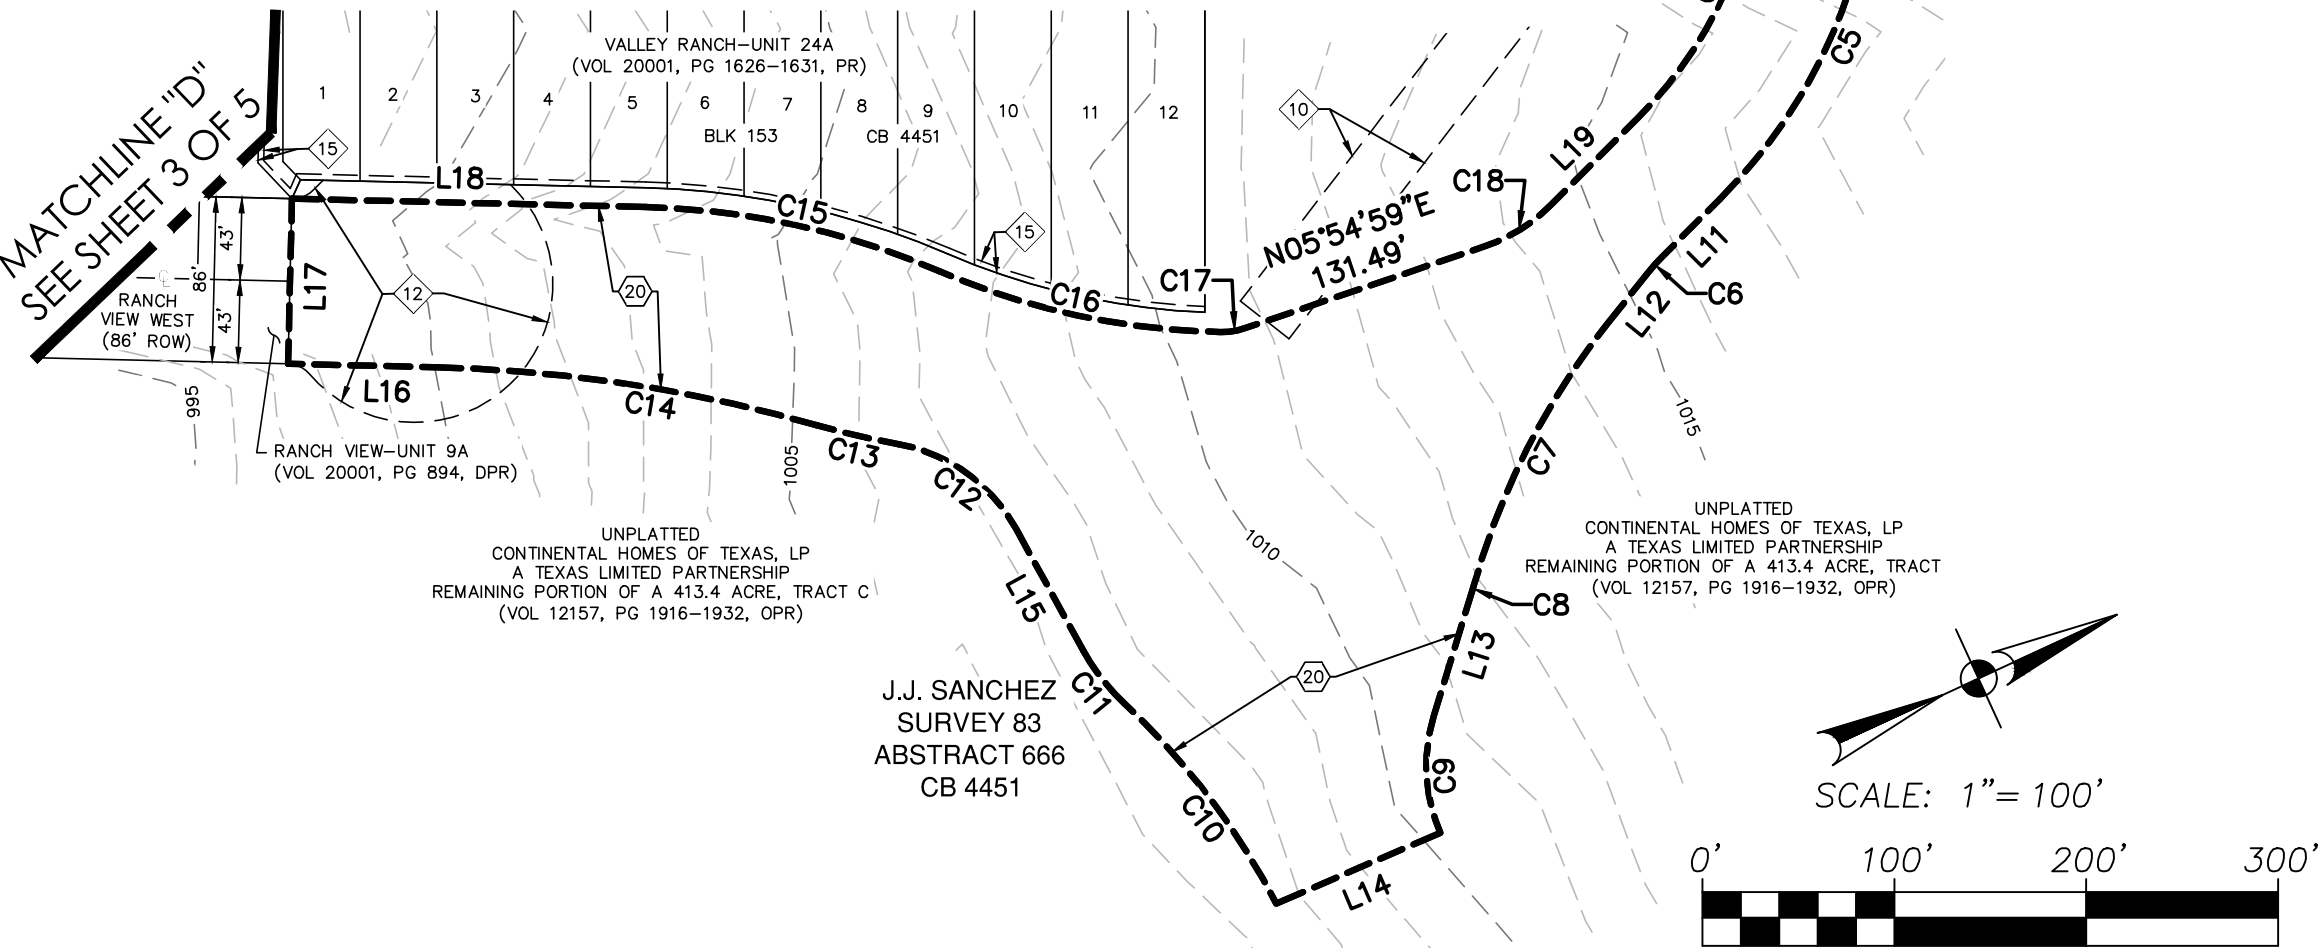 MATCHLINE "D"
SEE SHEET 3 OF 5
VALLEY RANCH-UNIT 24A
(VOL 20001, PG 1626-1631, PR)
1
2
3
4
5
6
7
8
9
10
11
12
BLK 153
CB 4451
15
10
C5
L18
C15
15
L19
C18
N05°54'59"E
131.49'
C17
C16
L11
C6
L12
43'
86'
43'
L17
12
20
RANCH
VIEW WEST
(86' ROW)
L16
C14
C13
C12
995
1005
1010
1015
RANCH VIEW-UNIT 9A
(VOL 20001, PG 894, DPR)
C7
UNPLATTED
CONTINENTAL HOMES OF TEXAS, LP
A TEXAS LIMITED PARTNERSHIP
REMAINING PORTION OF A 413.4 ACRE, TRACT C
(VOL 12157, PG 1916-1932, OPR)
UNPLATTED
CONTINENTAL HOMES OF TEXAS, LP
A TEXAS LIMITED PARTNERSHIP
REMAINING PORTION OF A 413.4 ACRE, TRACT
(VOL 12157, PG 1916-1932, OPR)
L15
C8
L13
20
C11
J.J. SANCHEZ
SURVEY 83
ABSTRACT 666
CB 4451
C9
C10
L14
SCALE: 1"= 100'
0' 100' 200' 300'